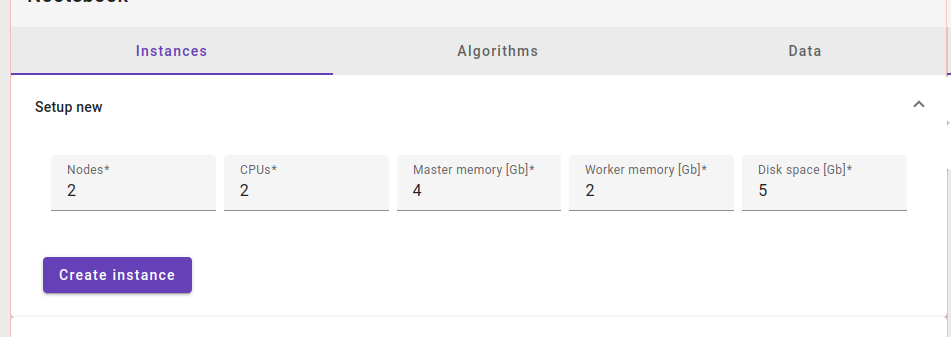 Instances Algorithms Data
Setup new
Nodes* CPUs* Master memory [Gb]* Worker memory [Gb]* Disk space [Gb]*
2 2 4 2 5
Create instance